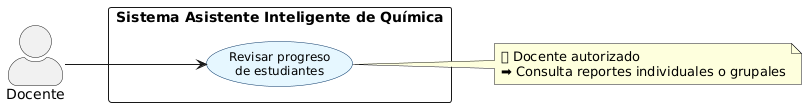 Sistema Asistente Inteligente de Química
Revisar progreso
de estudiantes
Docente
▯ Docente autorizado
➡ Consulta reportes individuales o grupales